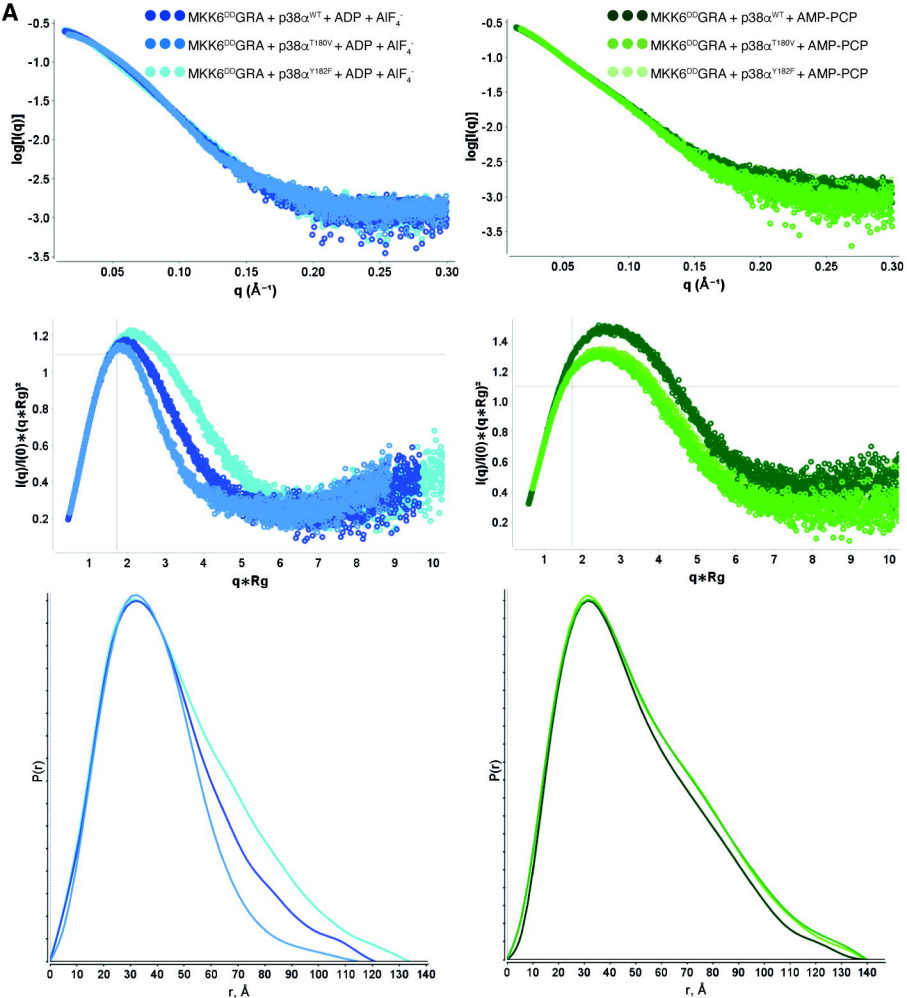 A
MKK6ᴰᴰGRA + p38αᵂᵀ + ADP + AlF₄⁻
MKK6ᴰᴰGRA + p38αᵀ¹⁸⁰ⱽ + ADP + AlF₄⁻
MKK6ᴰᴰGRA + p38αʸ¹⁸²ᶠ + ADP + AlF₄⁻
-0.5
-1.0
-1.5
-2.0
-2.5
-3.0
-3.5
log[I(q)]
0.05 0.10 0.15 0.20 0.25 0.30
q (Å⁻¹)
MKK6ᴰᴰGRA + p38αᵂᵀ + AMP-PCP
MKK6ᴰᴰGRA + p38αᵀ¹⁸⁰ⱽ + AMP-PCP
MKK6ᴰᴰGRA + p38αʸ¹⁸²ᶠ + AMP-PCP
-0.5
-1.0
-1.5
-2.0
-2.5
-3.0
-3.5
log[I(q)]
0.05 0.10 0.15 0.20 0.25 0.30
q (Å⁻¹)
1.2
1
0.8
0.6
0.4
0.2
I(q)/I(0)*(q*Rg)²
1 2 3 4 5 6 7 8 9 10
q*Rg
1.4
1.2
1.0
0.8
0.6
0.4
0.2
I(q)/I(0)*(q*Rg)²
1 2 3 4 5 6 7 8 9 10
q*Rg
P(r)
0 10 20 30 40 50 60 70 80 90 100 110 120 130 140
r, Å
P(r)
0 10 20 30 40 50 60 70 80 90 100 110 120 130 140
r, Å